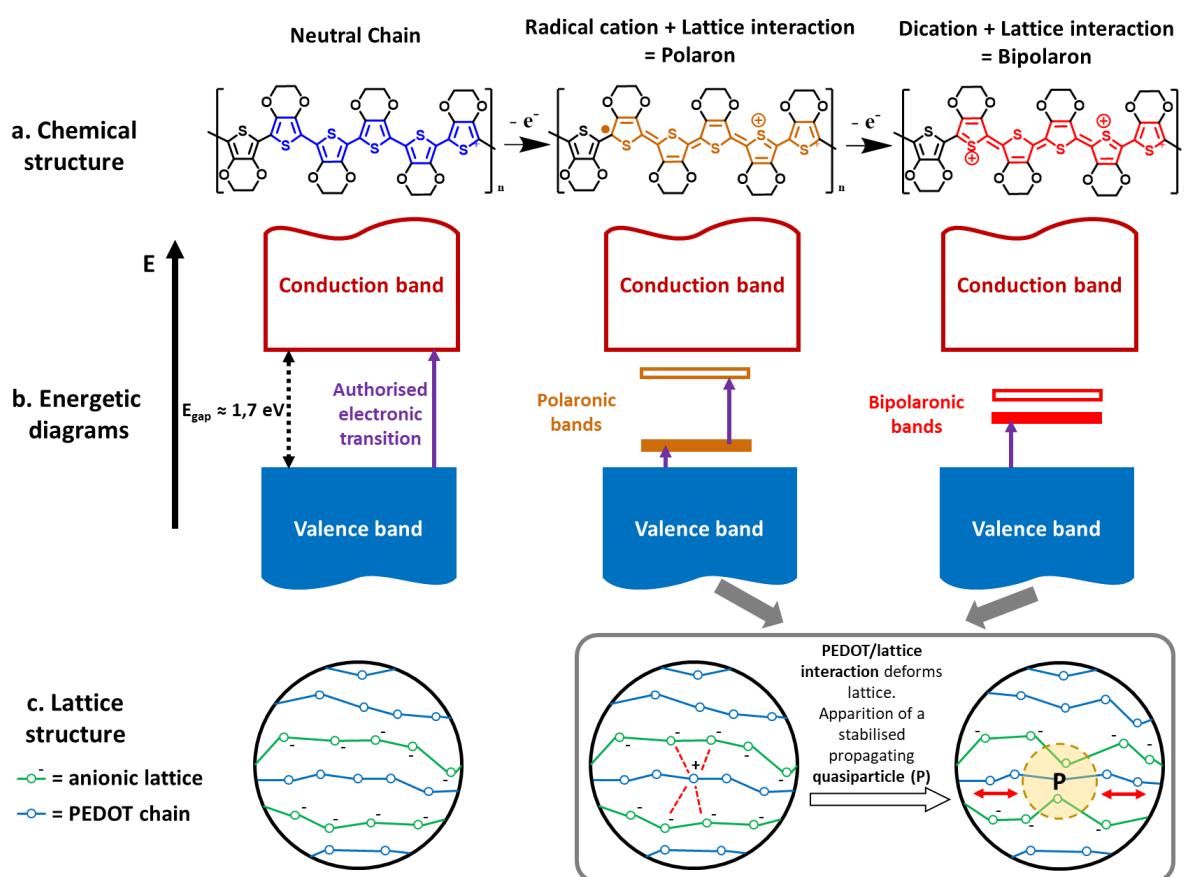 Neutral Chain
Radical cation + Lattice interaction
= Polaron
Dication + Lattice interaction
= Bipolaron
a. Chemical
structure
O O O O
S S S S S S
O O O O O O
n
- e⁻
O O O O
S S S S S S
O O O O O O
⊕
n
- e⁻
O O O O
S S S S S S
O O O O O O
⊕ ⊕
n
E
b. Energetic
diagrams
Conduction band
E gap ≈ 1,7 eV
Authorised
electronic
transition
Valence band
Conduction band
Polaronic
bands
Valence band
Conduction band
Bipolaronic
bands
Valence band
c. Lattice
structure
- = anionic lattice
= PEDOT chain
- - - -
- - - -
- -
+
- - - -
PEDOT/lattice
interaction deforms
lattice.
Apparition of a
stabilised
propagating
quasiparticle (P)
P